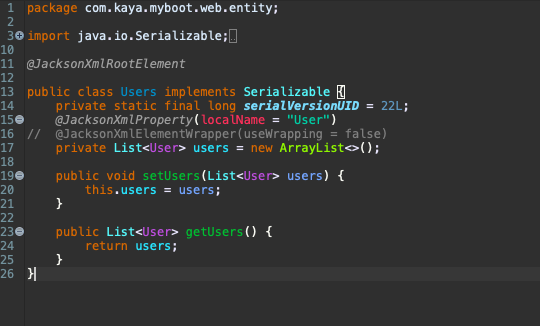 1 package com.kaya.myboot.web.entity;
2
3 import java.io.Serializable;
10
11 @JacksonXmlRootElement
12
13 public class Users implements Serializable {
14 private static final long serialVersionUID = 22L;
15 @JacksonXmlProperty(localName = "User")
16 // @JacksonXmlElementWrapper(useWrapping = false)
17 private List<User> users = new ArrayList<>();
18
19 public void setUsers(List<User> users) {
20 this.users = users;
21 }
22
23 public List<User> getUsers() {
24 return users;
25 }
26 }